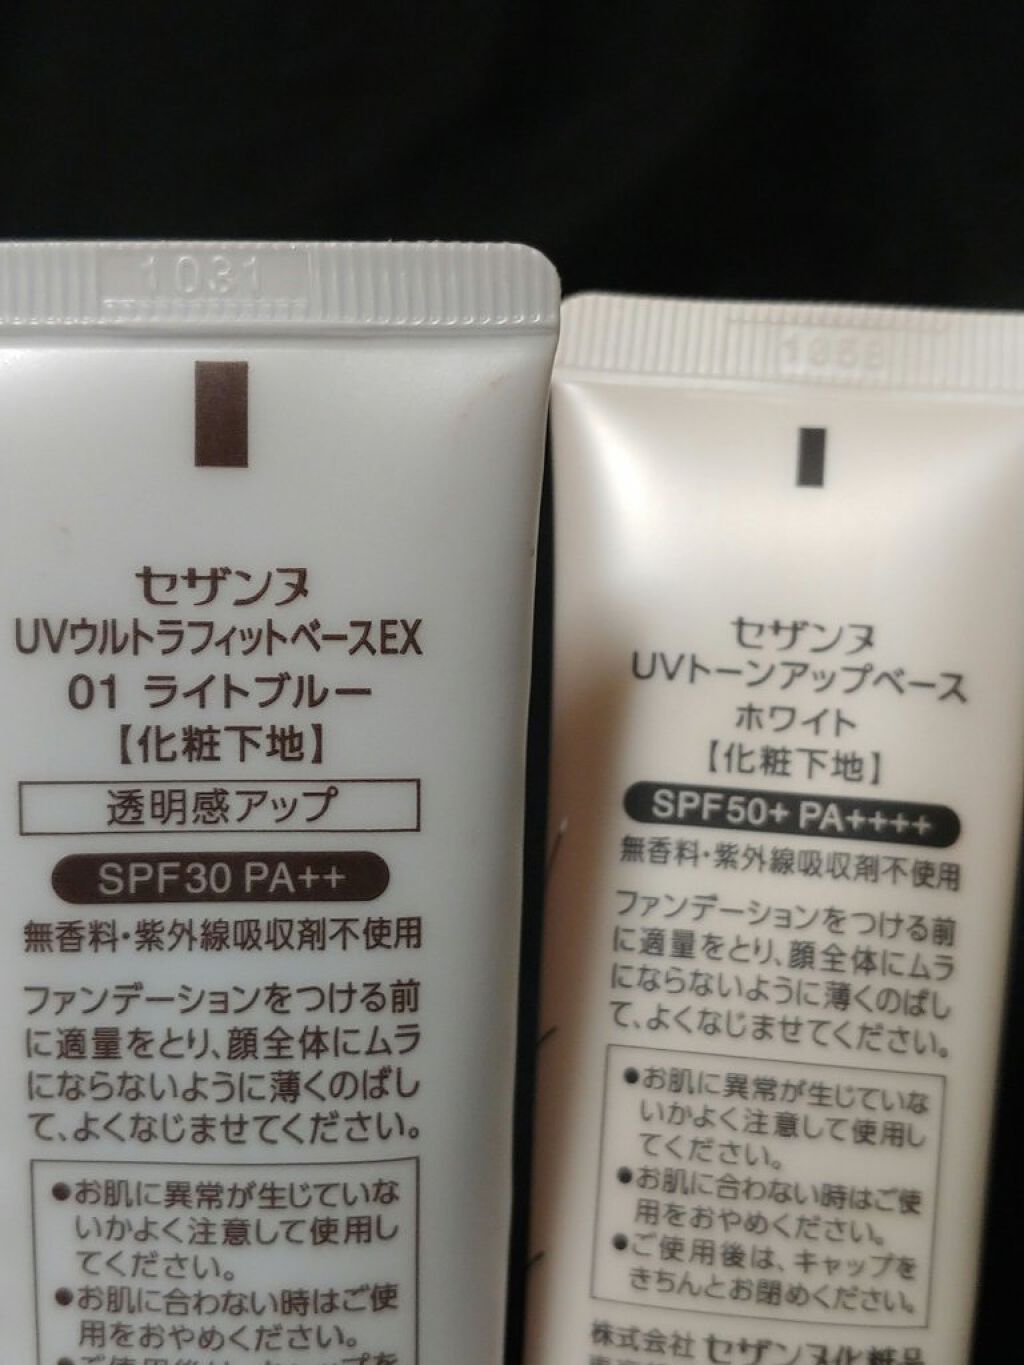 1031
セザンヌ
UVウルトラフィットベースEX
01 ライトブルー
【化粧下地】
透明感アップ
SPF30 PA++
無香料・紫外線吸収剤不使用
ファンデーションをつける前
に適量をとり、顔全体にムラ
にならないように薄くのばし
て、よくなじませてください。
●お肌に異常が生じていな
いかよく注意して使用し
てください。
●お肌に合わない時はご使
用をおやめください。
●ご使用後は、キャップを
セザンヌ
UVトーンアップベース
ホワイト
【化粧下地】
SPF50+ PA++++
無香料・紫外線吸収剤不使用
ファンデーションをつける前
に適量をとり、顔全体にムラ
にならないように薄くのばし
て、よくなじませてください。
●お肌に異常が生じていな
いかよく注意して使用し
てください。
●お肌に合わない時はご使
用をおやめください。
●ご使用後は、キャップを
きちんとお閉めください。
株式会社 セザンヌ化粧品